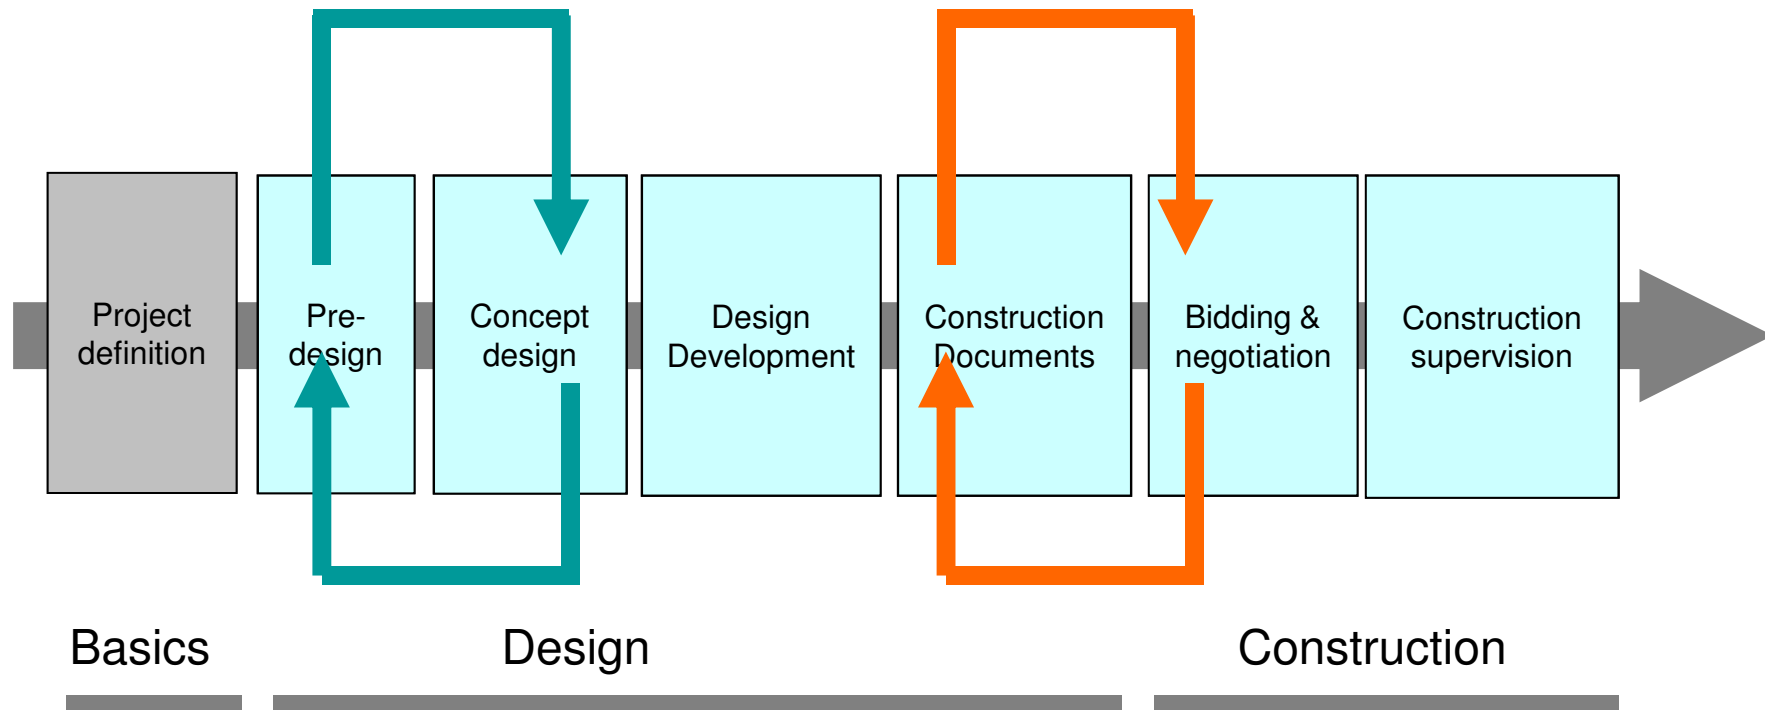 Project
definition
Pre-
design
Concept
design
Design
Development
Construction
Documents
Bidding &
negotiation
Construction
supervision
Basics
Design
Construction